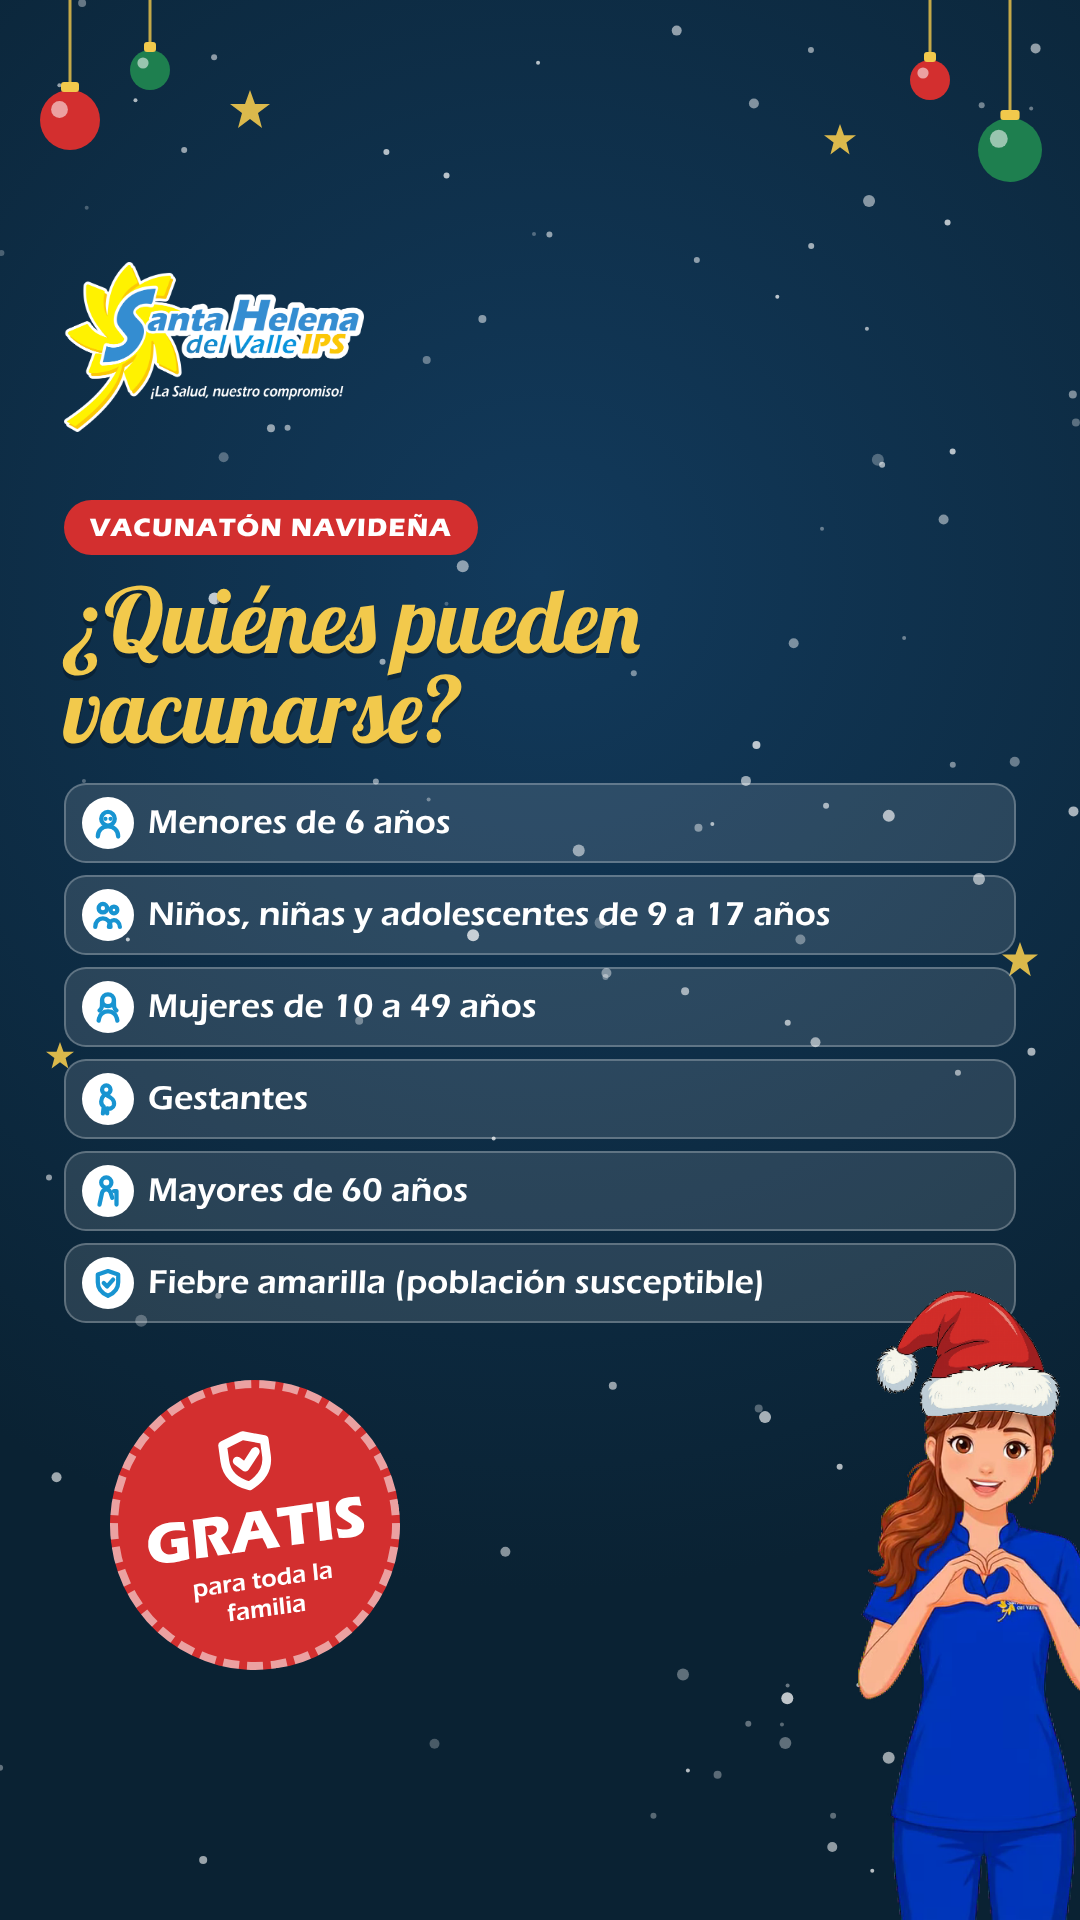 Santa Helena
del Valle IPS
¡La Salud, nuestro compromiso!
VACUNATÓN NAVIDEÑA
¿Quiénes pueden
vacunarse?
Menores de 6 años
Niños, niñas y adolescentes de 9 a 17 años
Mujeres de 10 a 49 años
Gestantes
Mayores de 60 años
Fiebre amarilla (población susceptible)
GRATIS
para toda la
familia